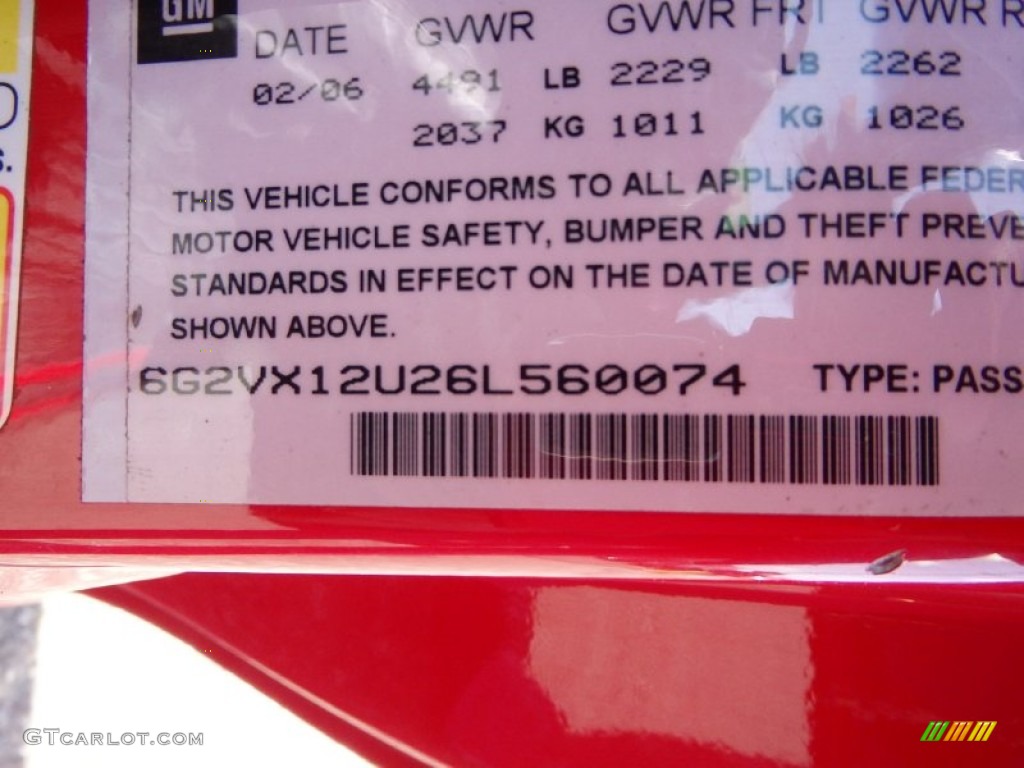 GM
DATE GVWR GVWR FRT GVWR R
02/06 4491 LB 2229 LB 2262
2037 KG 1011 KG 1026
THIS VEHICLE CONFORMS TO ALL APPLICABLE FEDER
MOTOR VEHICLE SAFETY, BUMPER AND THEFT PREVE
STANDARDS IN EFFECT ON THE DATE OF MANUFACTU
SHOWN ABOVE.
6G2VX12U26L560074 TYPE: PASS
GTCARLOT.COM